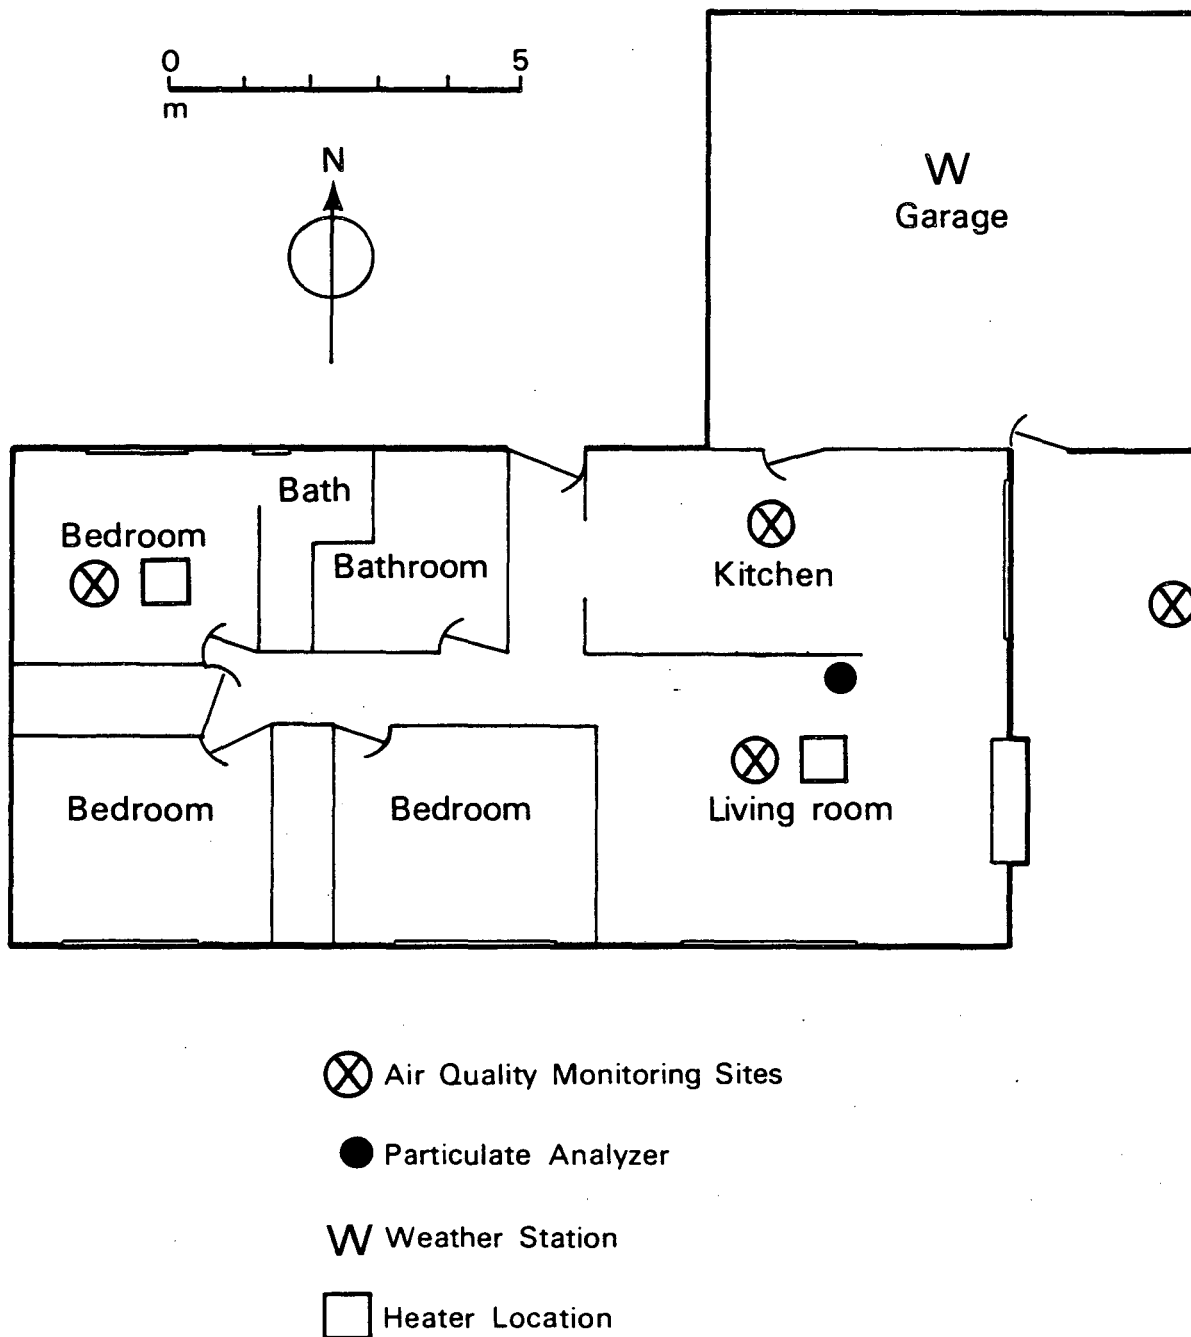 0 5
m
N
W
Garage
Bath
Bedroom
Bathroom
Kitchen
Bedroom
Bedroom
Living room
Air Quality Monitoring Sites
Particulate Analyzer
W Weather Station
Heater Location